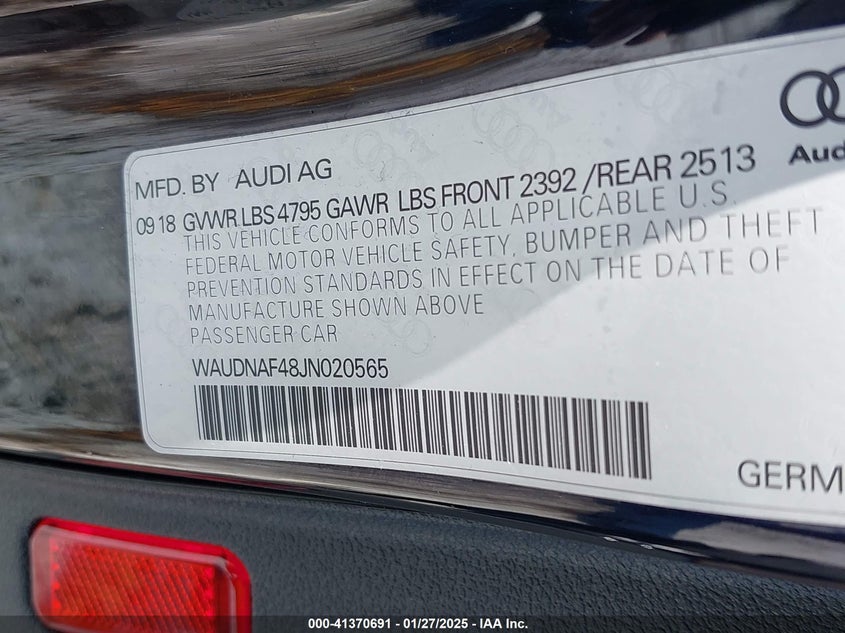 Aud
MFD. BY AUDI AG
09 18 GVWR LBS 4795 GAWR LBS FRONT 2392 / REAR 2513
THIS VEHICLE CONFORMS TO ALL APPLICABLE U.S.
FEDERAL MOTOR VEHICLE SAFETY, BUMPER AND THEFT
PREVENTION STANDARDS IN EFFECT ON THE DATE OF
MANUFACTURE SHOWN ABOVE
PASSENGER CAR
WAUDNAF48JN020565
GERM
000-41370691 - 01/27/2025 - IAA Inc.